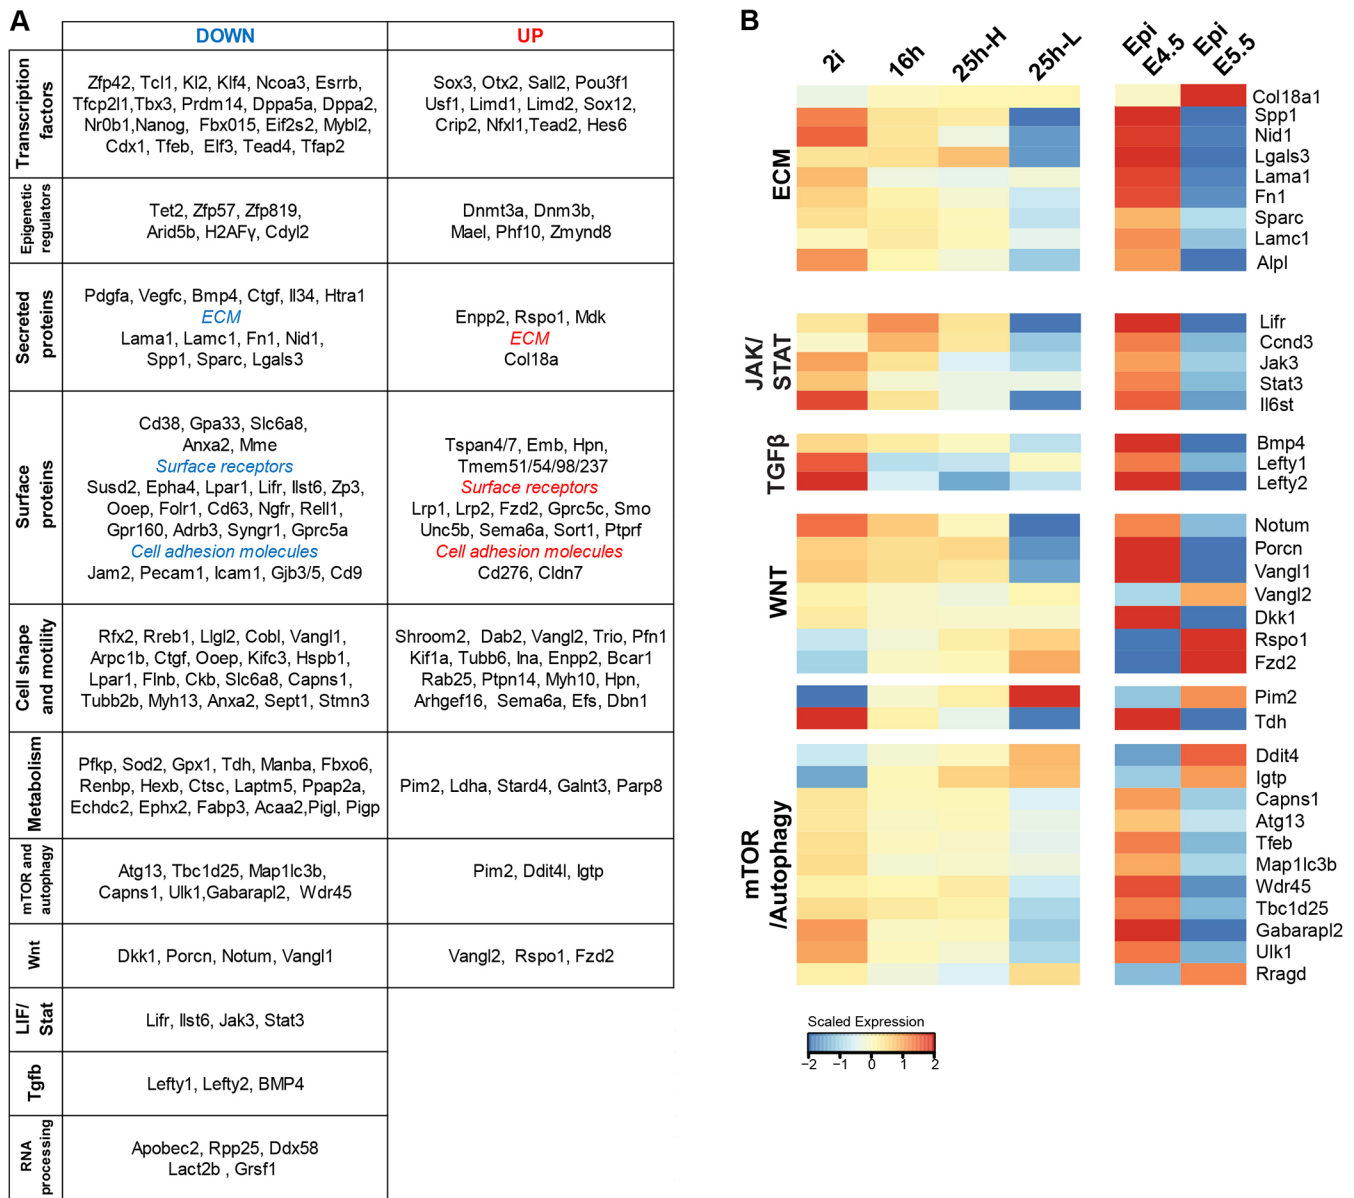 A
DOWN
UP
Transcription
factors
Zfp42, Tcl1, Kl2, Klf4, Ncoa3, Esrrb,
Tfcp2l1,Tbx3, Prdm14, Dppa5a, Dppa2,
Nr0b1,Nanog, Fbx015, Eif2s2, Mybl2,
Cdx1, Tfeb, Elf3, Tead4, Tfap2
Sox3, Otx2, Sall2, Pou3f1
Usf1, Limd1, Limd2, Sox12,
Crip2, Nfxl1,Tead2, Hes6
Epigenetic
regulators
Tet2, Zfp57, Zfp819,
Arid5b, H2AFγ, Cdyl2
Dnmt3a, Dnm3b,
Mael, Phf10, Zmynd8
Secreted
proteins
Pdgfa, Vegfc, Bmp4, Ctgf, Il34, Htra1
ECM
Lama1, Lamc1, Fn1, Nid1,
Spp1, Sparc, Lgals3
Enpp2, Rspo1, Mdk
ECM
Col18a
Surface
proteins
Cd38, Gpa33, Slc6a8,
Anxa2, Mme
Surface receptors
Susd2, Epha4, Lpar1, Lifr, Ilst6, Zp3,
Ooep, Folr1, Cd63, Ngfr, Rell1,
Gpr160, Adrb3, Syngr1, Gprc5a
Cell adhesion molecules
Jam2, Pecam1, Icam1, Gjb3/5, Cd9
Tspan4/7, Emb, Hpn,
Tmem51/54/98/237
Surface receptors
Lrp1, Lrp2, Fzd2, Gprc5c, Smo
Unc5b, Sema6a, Sort1, Ptprf
Cell adhesion molecules
Cd276, Cldn7
Cell shape
and motility
Rfx2, Rreb1, Llgl2, Cobl, Vangl1,
Arpc1b, Ctgf, Ooep, Kifc3, Hspb1,
Lpar1, Flnb, Ckb, Slc6a8, Capns1,
Tubb2b, Myh13, Anxa2, Sept1, Stmn3
Shroom2, Dab2, Vangl2, Trio, Pfn1
Kif1a, Tubb6, Ina, Enpp2, Bcar1
Rab25, Ptpn14, Myh10, Hpn,
Arhgef16, Sema6a, Efs, Dbn1
Metabolism
Pfkp, Sod2, Gpx1, Tdh, Manba, Fbxo6,
Renbp, Hexb, Ctsc, Laptm5, Ppap2a,
Echdc2, Ephx2, Fabp3, Acaa2,Pigl, Pigp
Pim2, Ldha, Stard4, Galnt3, Parp8
mTOR and
autophagy
Atg13, Tbc1d25, Map1lc3b,
Capns1, Ulk1,Gabarapl2, Wdr45
Pim2, Ddit4l, Igtp
Wnt
Dkk1, Porcn, Notum, Vangl1
Vangl2, Rspo1, Fzd2
LIF/
Stat
Lifr, Ilst6, Jak3, Stat3
Tgfb
Lefty1, Lefty2, BMP4
RNA
processing
Apobec2, Rpp25, Ddx58
Lact2b , Grsf1
B
2i
16h
25h-H
25h-L
Epi
E4.5
Epi
E5.5
ECM
Col18a1
Spp1
Nid1
Lgals3
Lama1
Fn1
Sparc
Lamc1
Alpl
JAK/
STAT
Lifr
Ccnd3
Jak3
Stat3
Il6st
TGFβ
Bmp4
Lefty1
Lefty2
WNT
Notum
Porcn
Vangl1
Vangl2
Dkk1
Rspo1
Fzd2
Pim2
Tdh
mTOR
/Autophagy
Ddit4
Igtp
Capns1
Atg13
Tfeb
Map1lc3b
Wdr45
Tbc1d25
Gabarapl2
Ulk1
Rragd
Scaled Expression
−2 −1 0 1 2